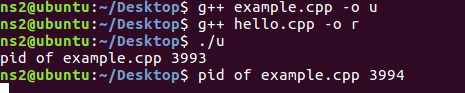 ns2@ubuntu:~/Desktop$ g++ example.cpp -o u
ns2@ubuntu:~/Desktop$ g++ hello.cpp -o r
ns2@ubuntu:~/Desktop$ ./u
pid of example.cpp 3993
ns2@ubuntu:~/Desktop$ pid of example.cpp 3994